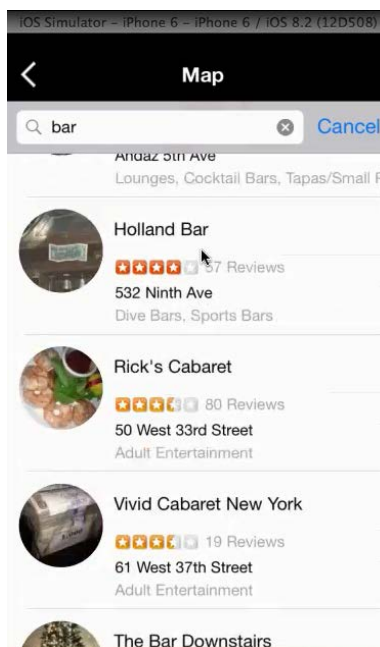 iOS Simulator - iPhone 6 - iPhone 6 / iOS 8.2 (12D508)
Map
bar
Cancel
Andaz 5th Ave
Lounges, Cocktail Bars, Tapas/Small
Holland Bar
57 Reviews
532 Ninth Ave
Dive Bars, Sports Bars
Rick's Cabaret
80 Reviews
50 West 33rd Street
Adult Entertainment
Vivid Cabaret New York
19 Reviews
61 West 37th Street
Adult Entertainment
The Bar Downstairs